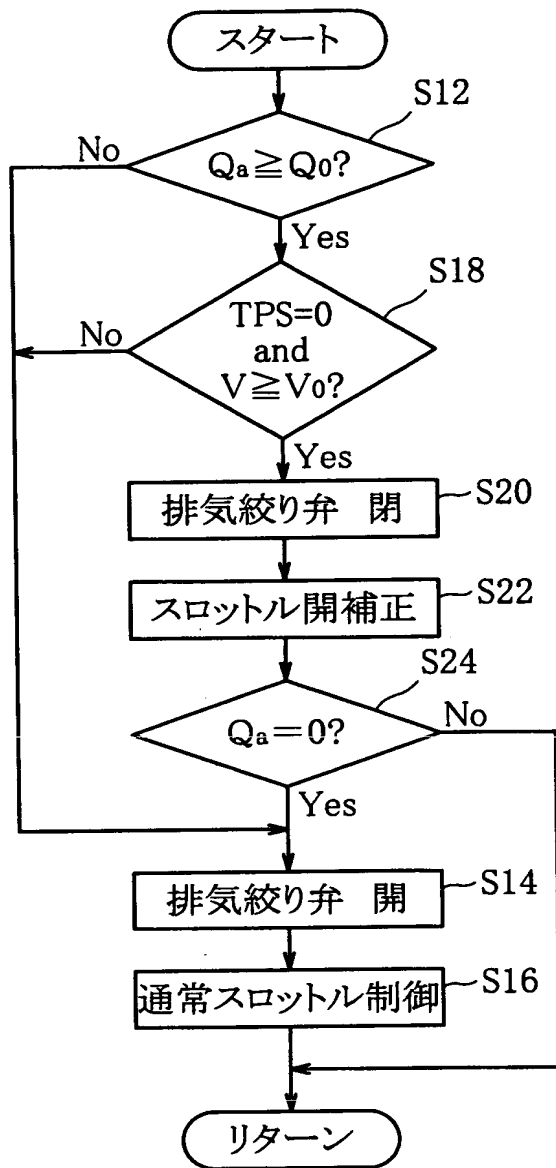 スタート
S12
No
Qa≧Q0?
Yes
S18
No
TPS=0
and
V≧V0?
Yes
排気絞り弁 閉
S20
スロットル開補正
S22
S24
Qa=0?
No
Yes
排気絞り弁 開
S14
通常スロットル制御
S16
リターン